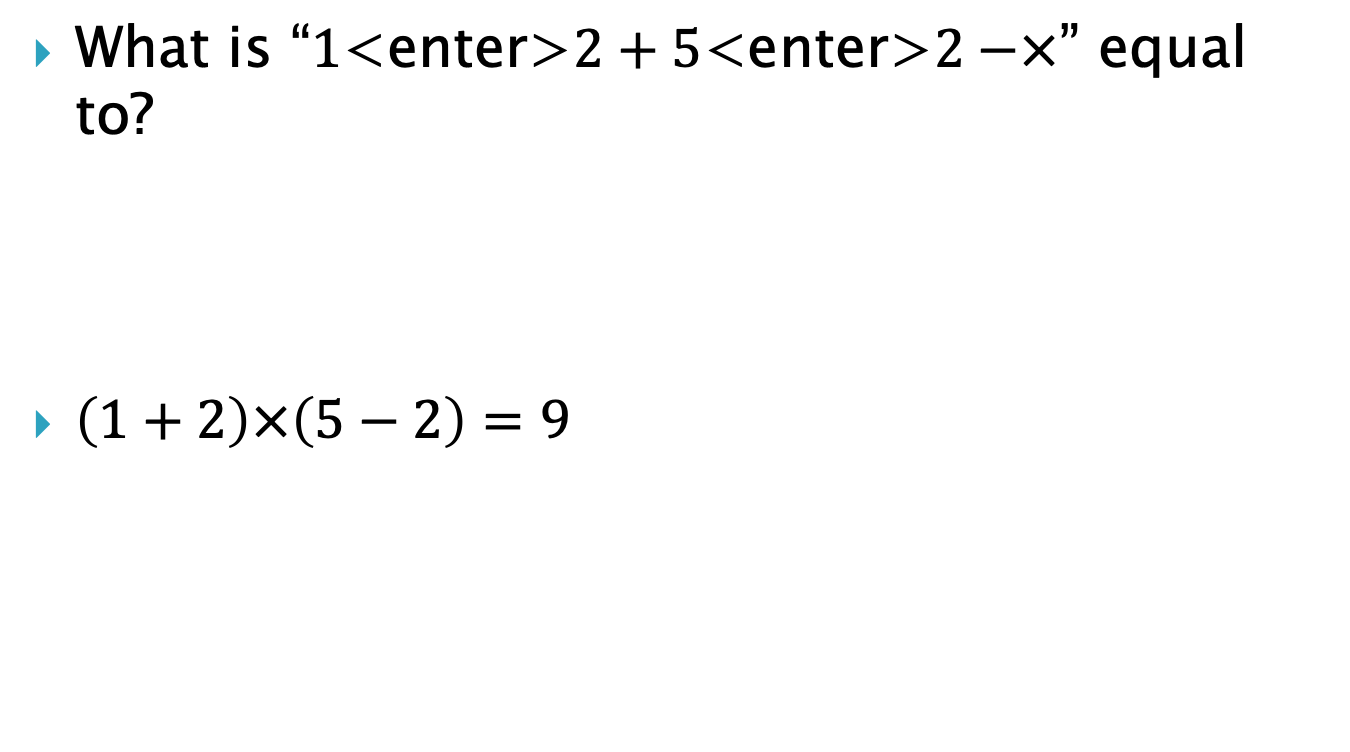 What is “1<enter>2 + 5<enter>2 −×” equal
to?
(1 + 2)×(5 − 2) = 9